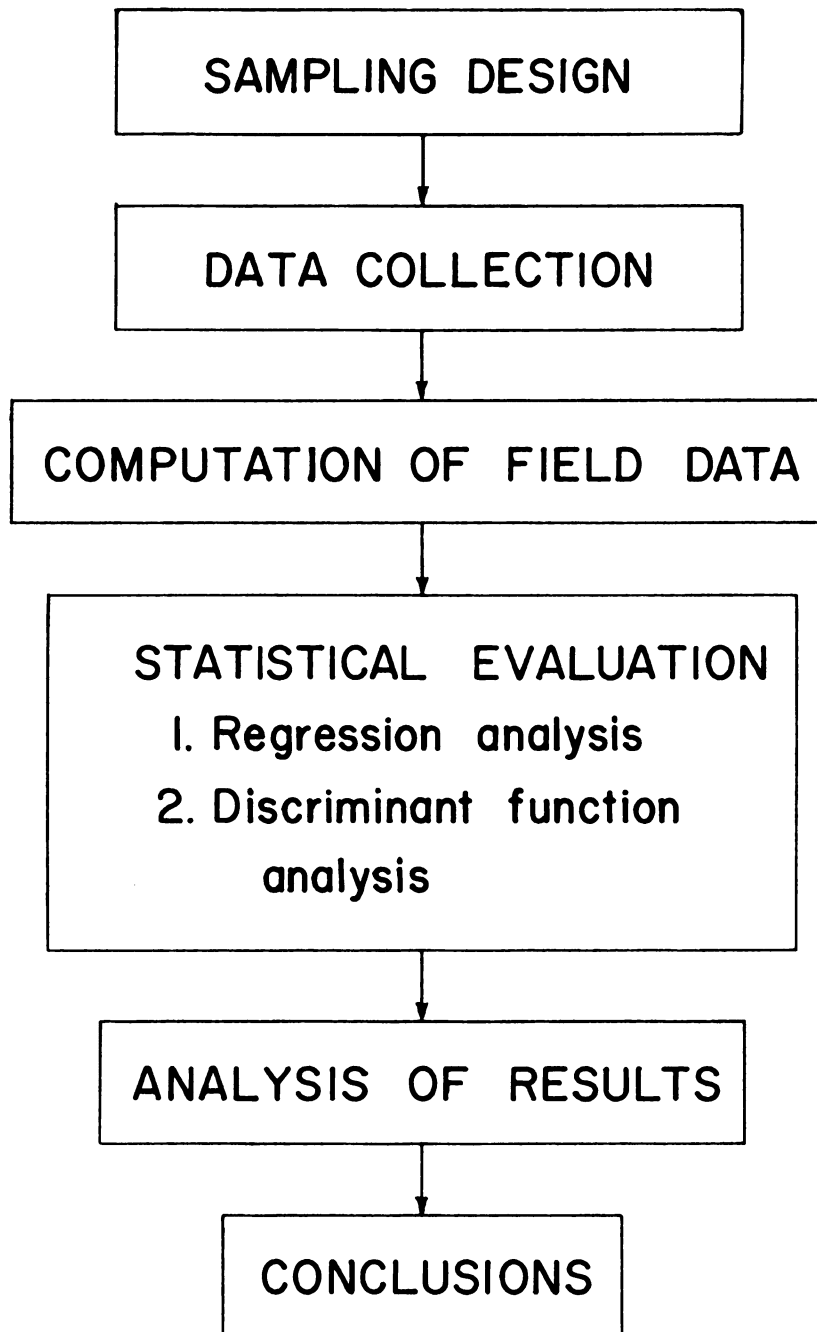 SAMPLING DESIGN
DATA COLLECTION
COMPUTATION OF FIELD DATA
STATISTICAL EVALUATION
1. Regression analysis
2. Discriminant function
analysis
ANALYSIS OF RESULTS
CONCLUSIONS